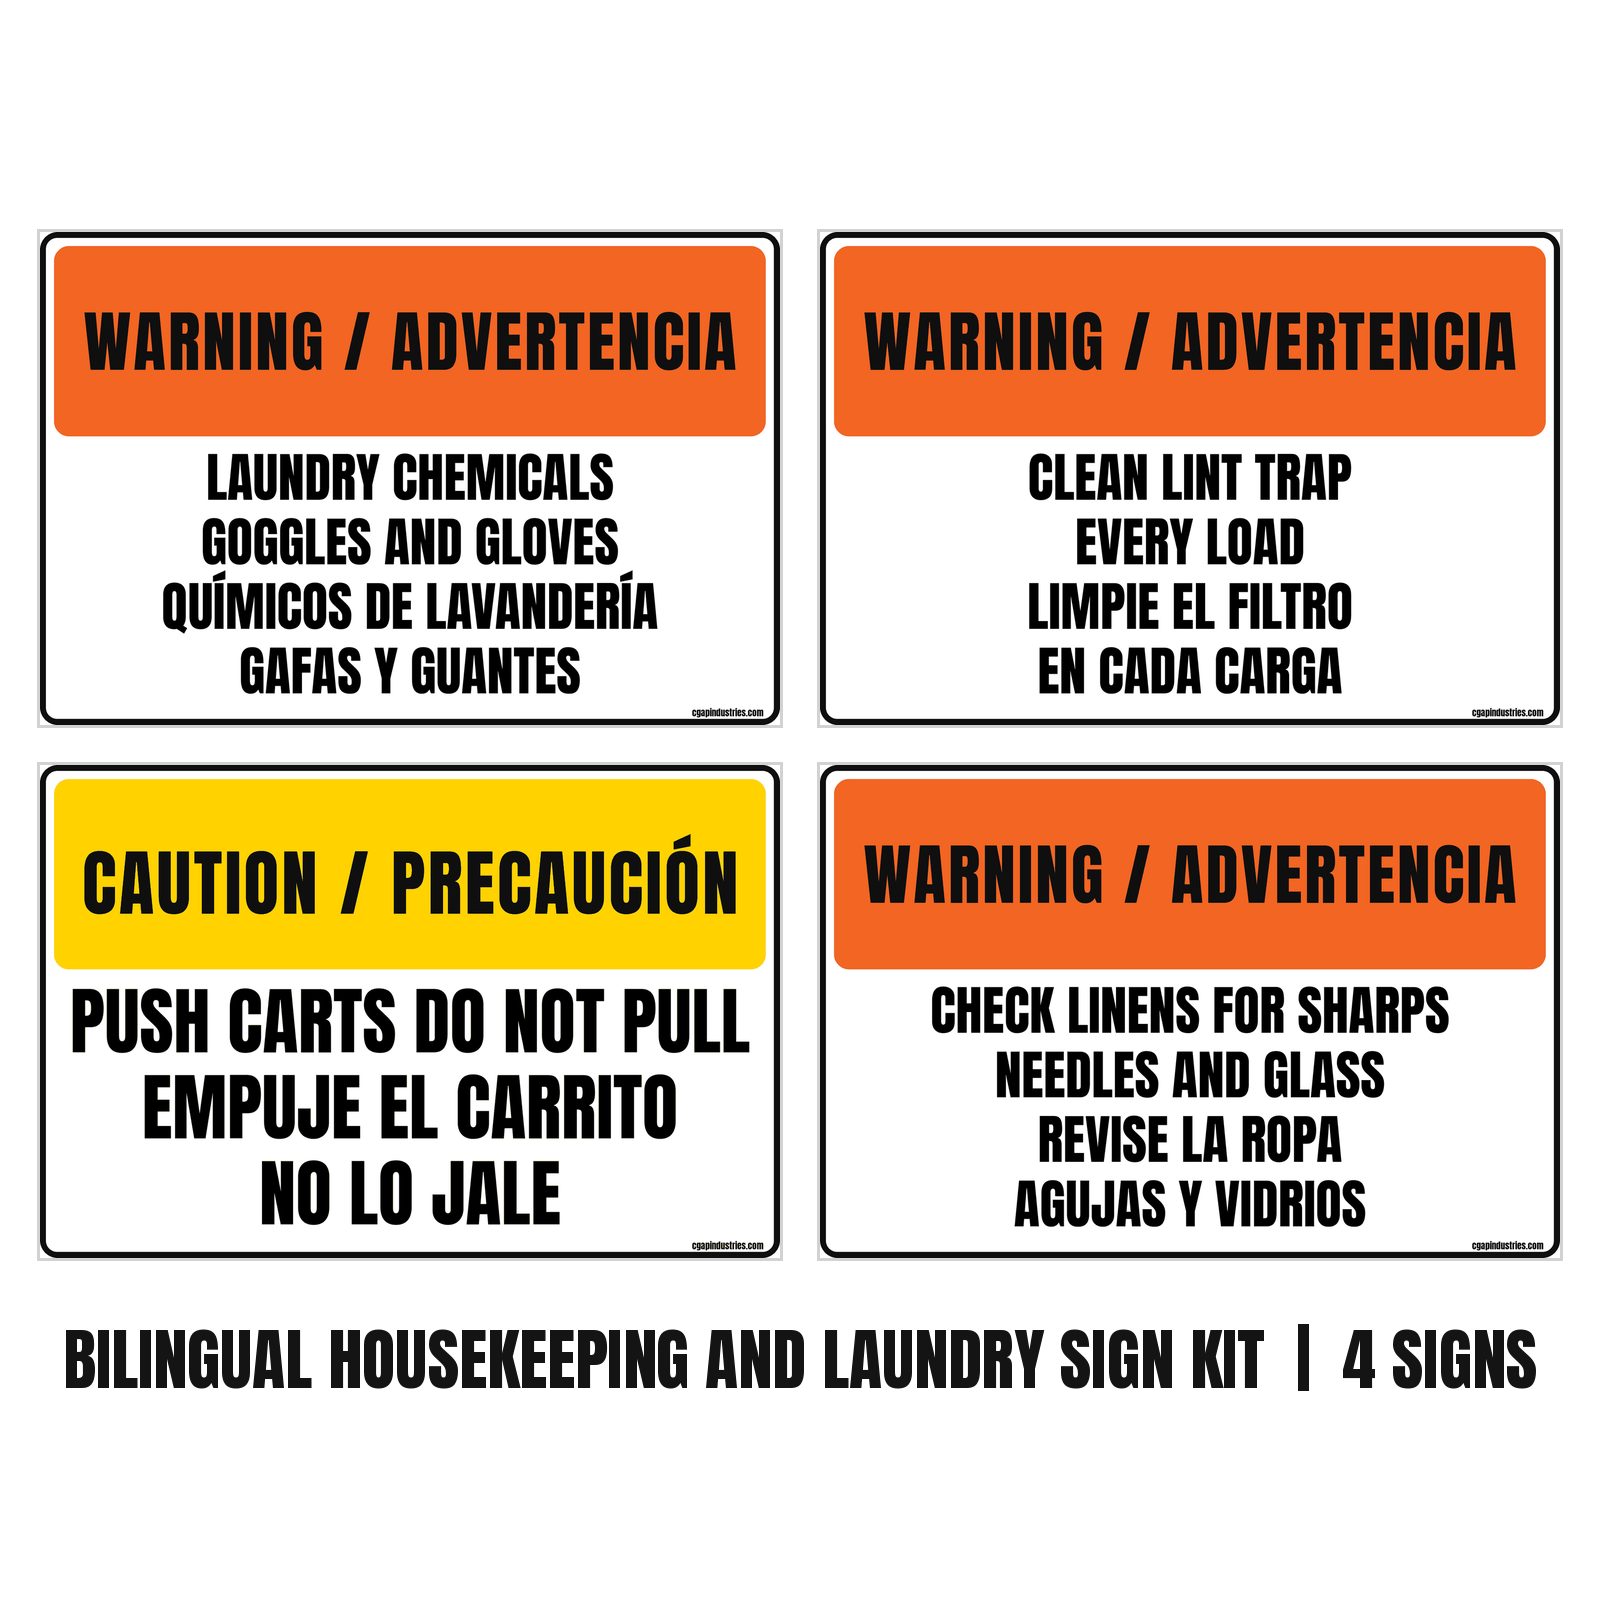 WARNING / ADVERTENCIA
LAUNDRY CHEMICALS
GOGGLES AND GLOVES
QUÍMICOS DE LAVANDERÍA
GAFAS Y GUANTES
cgapindustries.com
WARNING / ADVERTENCIA
CLEAN LINT TRAP
EVERY LOAD
LIMPIE EL FILTRO
EN CADA CARGA
cgapindustries.com
CAUTION / PRECAUCIÓN
PUSH CARTS DO NOT PULL
EMPUJE EL CARRITO
NO LO JALE
cgapindustries.com
WARNING / ADVERTENCIA
CHECK LINENS FOR SHARPS
NEEDLES AND GLASS
REVISE LA ROPA
AGUJAS Y VIDRIOS
cgapindustries.com
BILINGUAL HOUSEKEEPING AND LAUNDRY SIGN KIT | 4 SIGNS